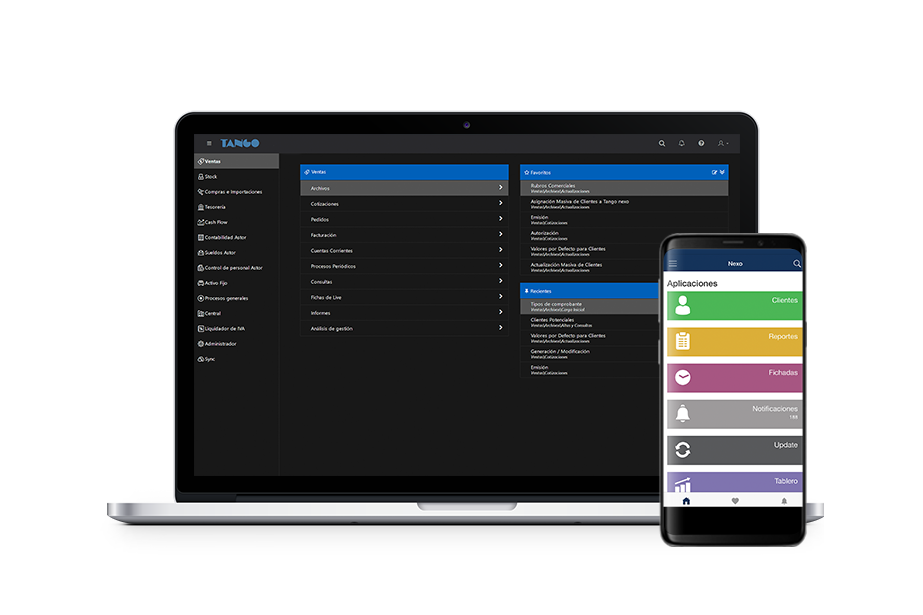 TANGO
Ventas
Stock
Compras e Importaciones
Tesorería
Cash Flow
Contabilidad Astor
Sueldos Astor
Control de personal Astor
Activo Fijo
Procesos generales
Central
Liquidador de IVA
Administrador
Sync
Ventas
Archivos
Cotizaciones
Pedidos
Facturación
Cuentas Corrientes
Procesos Periódicos
Consultas
Fichas de Live
Informes
Análisis de gestión
Favoritos
Rubros Comerciales
Ventas\Archivos\Actualizaciones
Asignación Masiva de Clientes a Tango nexo
Ventas\Archivos\Actualizaciones
Emisión
Ventas\Cotizaciones
Autorización
Ventas\Cotizaciones
Valores por Defecto para Clientes
Ventas\Archivos\Actualizaciones
Actualización Masiva de Clientes
Ventas\Archivos\Actualizaciones
Recientes
Tipos de comprobante
Ventas\Archivos\Carga Inicial
Clientes Potenciales
Ventas\Archivos\Altas y Consultas
Valores por Defecto para Clientes
Ventas\Archivos\Actualizaciones
Generación / Modificación
Ventas\Cotizaciones
Emisión
Ventas\Cotizaciones
Nexo
Aplicaciones
Clientes
Reportes
Fichadas
Notificaciones
188
Update
Tablero